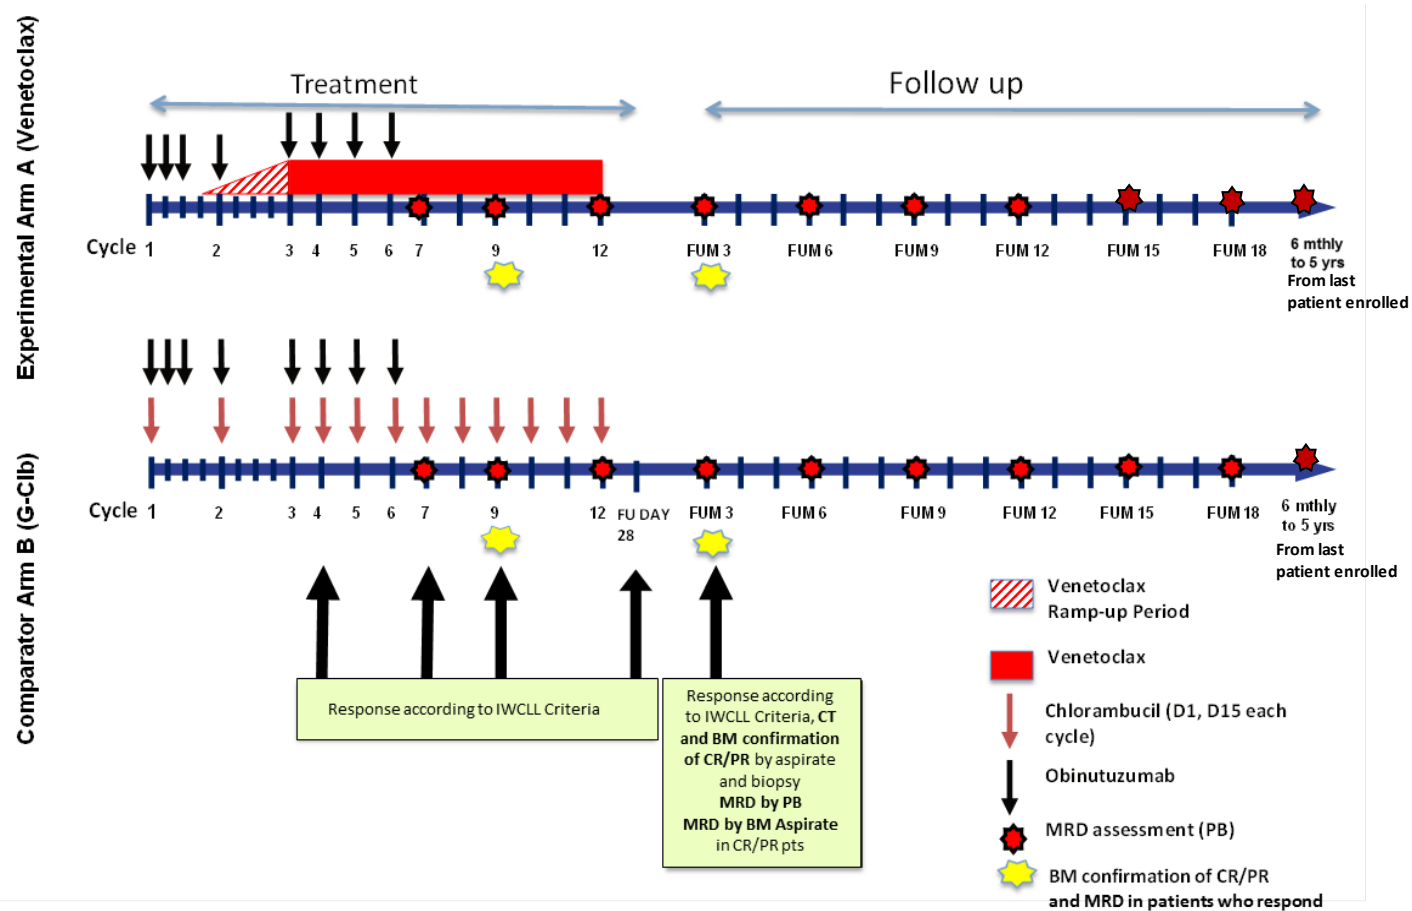 Experimental Arm A (Venetoclax)
Treatment
Follow up
Cycle 1 2 3 4 5 6 7 9 12 FUM 3 FUM 6 FUM 9 FUM 12 FUM 15 FUM 18 6 mthly
to 5 yrs
From last
patient enrolled
Comparator Arm B (G-Clb)
Cycle 1 2 3 4 5 6 7 9 12 FU DAY FUM 3 FUM 6 FUM 9 FUM 12 FUM 15 FUM 18 6 mthly
28
to 5 yrs
From last
patient enrolled
Response according to IWCLL Criteria
Response according
to IWCLL Criteria, CT
and BM confirmation
of CR/PR by aspirate
and biopsy
MRD by PB
MRD by BM Aspirate
in CR/PR pts
Venetoclax
Ramp-up Period
Venetoclax
Chlorambucil (D1, D15 each
cycle)
Obinutuzumab
MRD assessment (PB)
BM confirmation of CR/PR
and MRD in patients who respond